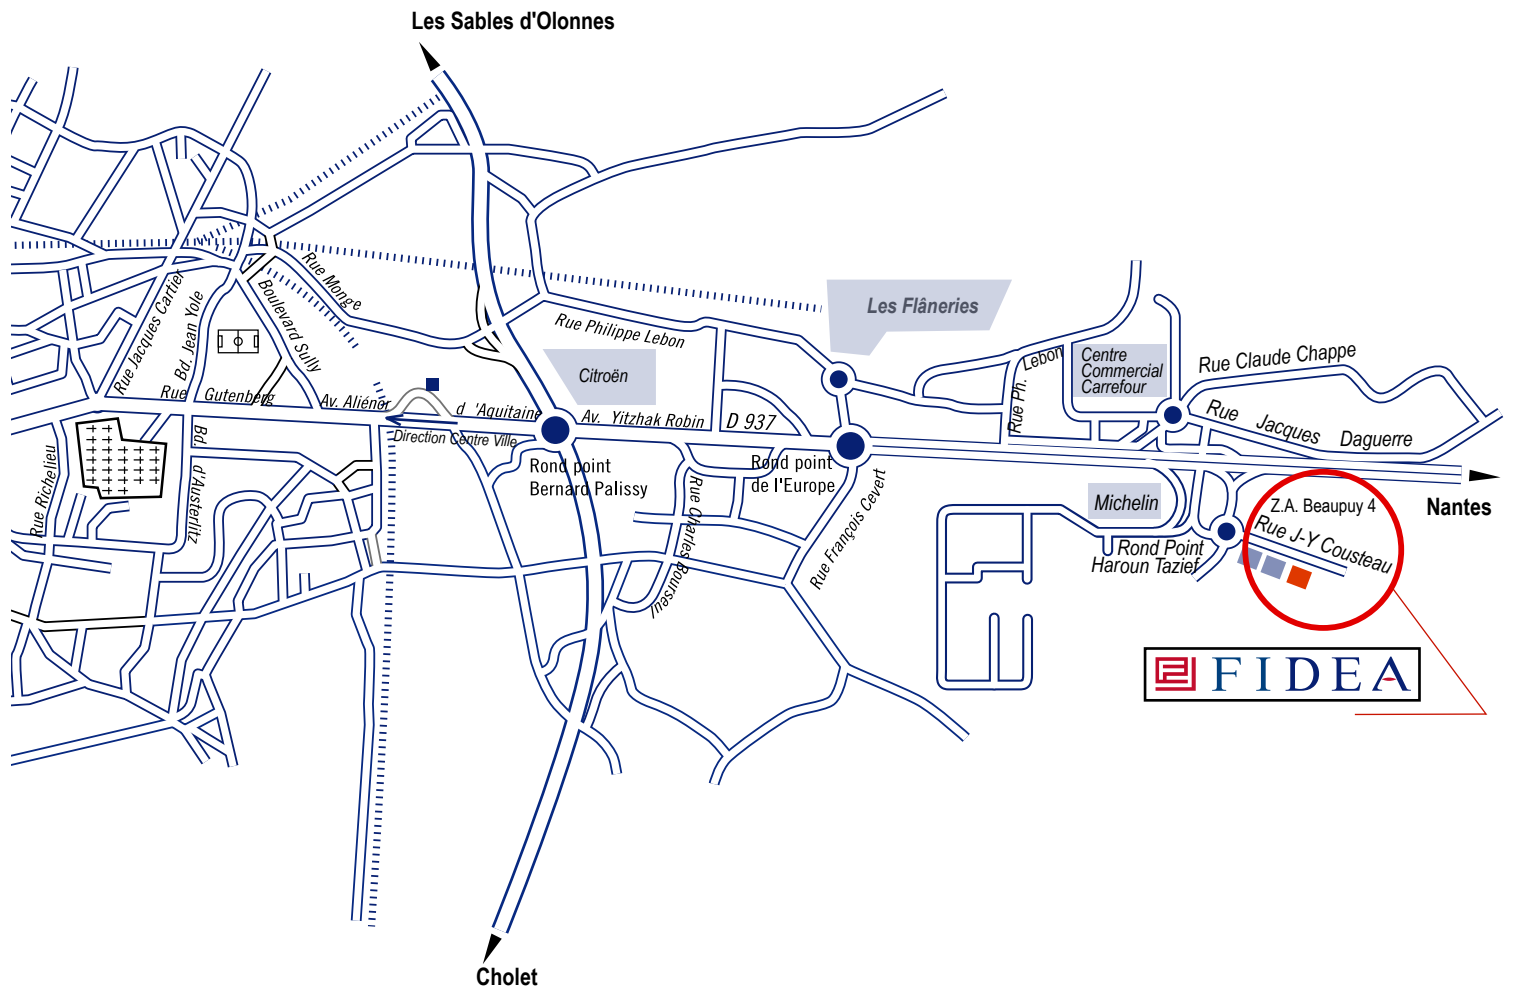 Les Sables d'Olonnes
Rue Monge
Les Flâneries
Rue Jacques Cartier
Bd. Jean Yole
Boulevard Sully
Rue Philippe Lebon
Citroën
Rue Ph. Lebon
Centre
Commercial
Carrefour
Rue Claude Chappe
Rue Gutenberg
Av. Aliénor d 'Aquitaine
Direction Centre Ville
Av. Yitzhak Robin
D 937
Rue Jacques Daguerre
Rue Richelieu
Bd. d'Austerlitz
Rond point
Bernard Palissy
Rue Charles Bourseul
Rond point
de l'Europe
Rue François Cevert
Michelin
Nantes
Z.A. Beaupuy 4
Rue J-Y Cousteau
Rond Point
Haroun Tazief
FIDEA
Cholet